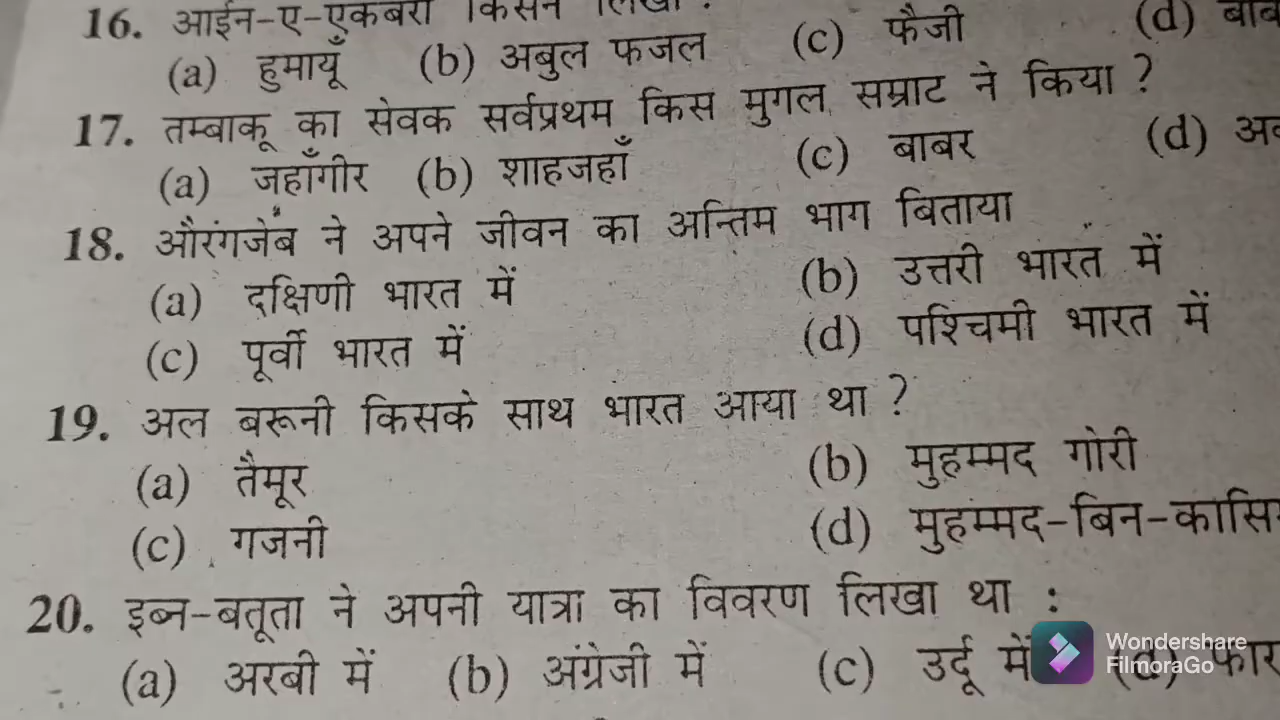 16. आईन-ए-एकबरी किसने लिखा :
(a) हुमायूँ (b) अबुल फजल (c) फैजी (d)
17. तम्बाकू का सेवक सर्वप्रथम किस मुगल सम्राट ने किया ?
(a) जहाँगीर (b) शाहजहाँ (c) बाबर (d)
18. औरंगजेब ने अपने जीवन का अन्तिम भाग बिताया
(a) दक्षिणी भारत में (b) उत्तरी भारत में
(c) पूर्वी भारत में (d) पश्चिमी भारत में
19. अल बरूनी किसके साथ भारत आया था ?
(a) तैमूर (b) मुहम्मद गोरी
(c) गजनी (d) मुहम्मद-बिन-कासि
20. इब्न-बतूता ने अपनी यात्रा का विवरण लिखा था :
(a) अरबी में (b) अंग्रेजी में (c) उर्दू में (d) फार
Wondershare
FilmoraGo